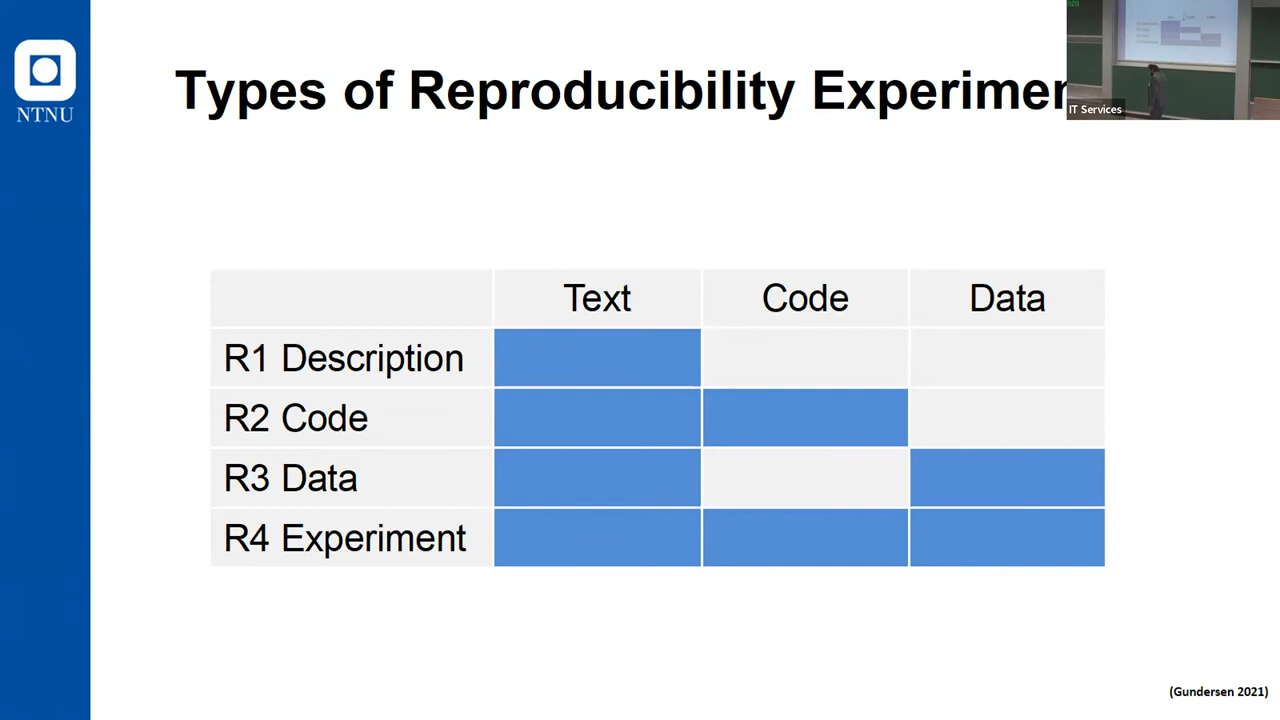 NTNU
Types of Reproducibility Experimen
IT Services
Text Code Data
R1 Description
R2 Code
R3 Data
R4 Experiment
(Gundersen 2021)